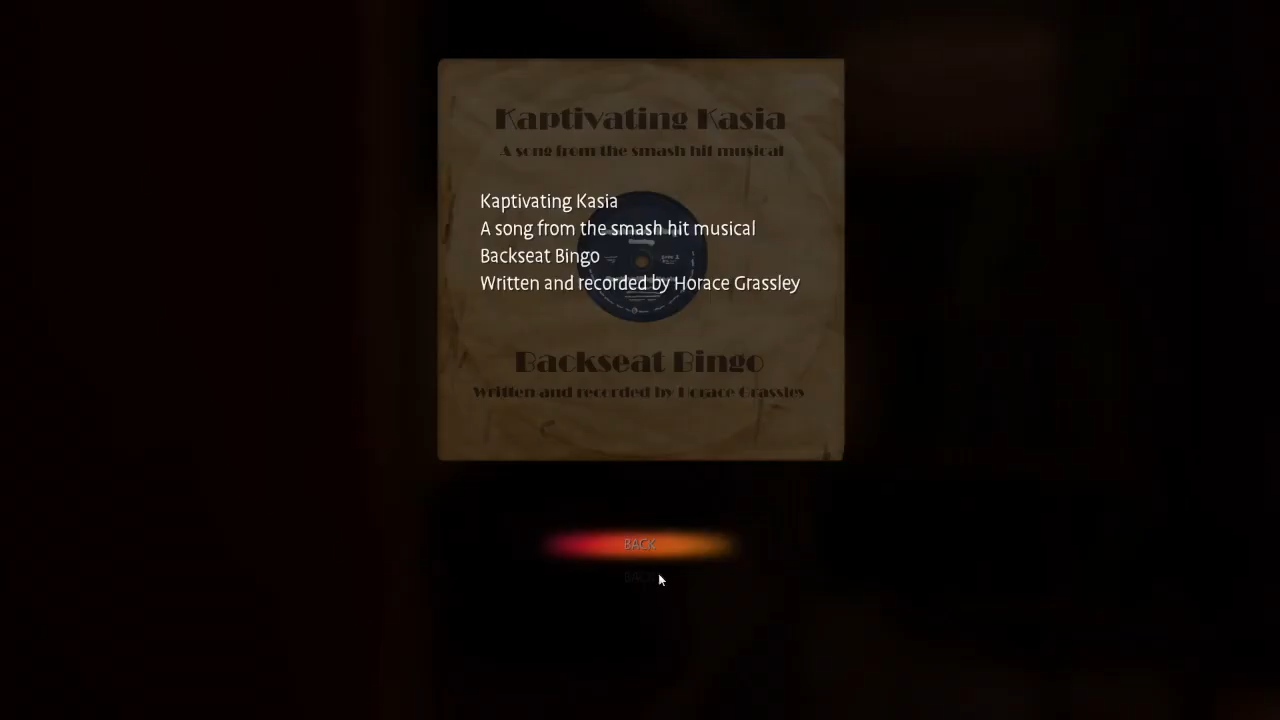 Kaptivating Kasia
A song from the smash hit musical
Kaptivating Kasia
A song from the smash hit musical
Backseat Bingo
Written and recorded by Horace Grassley
Backseat Bingo
Written and recorded by Horace Grassley
BACK
BACK